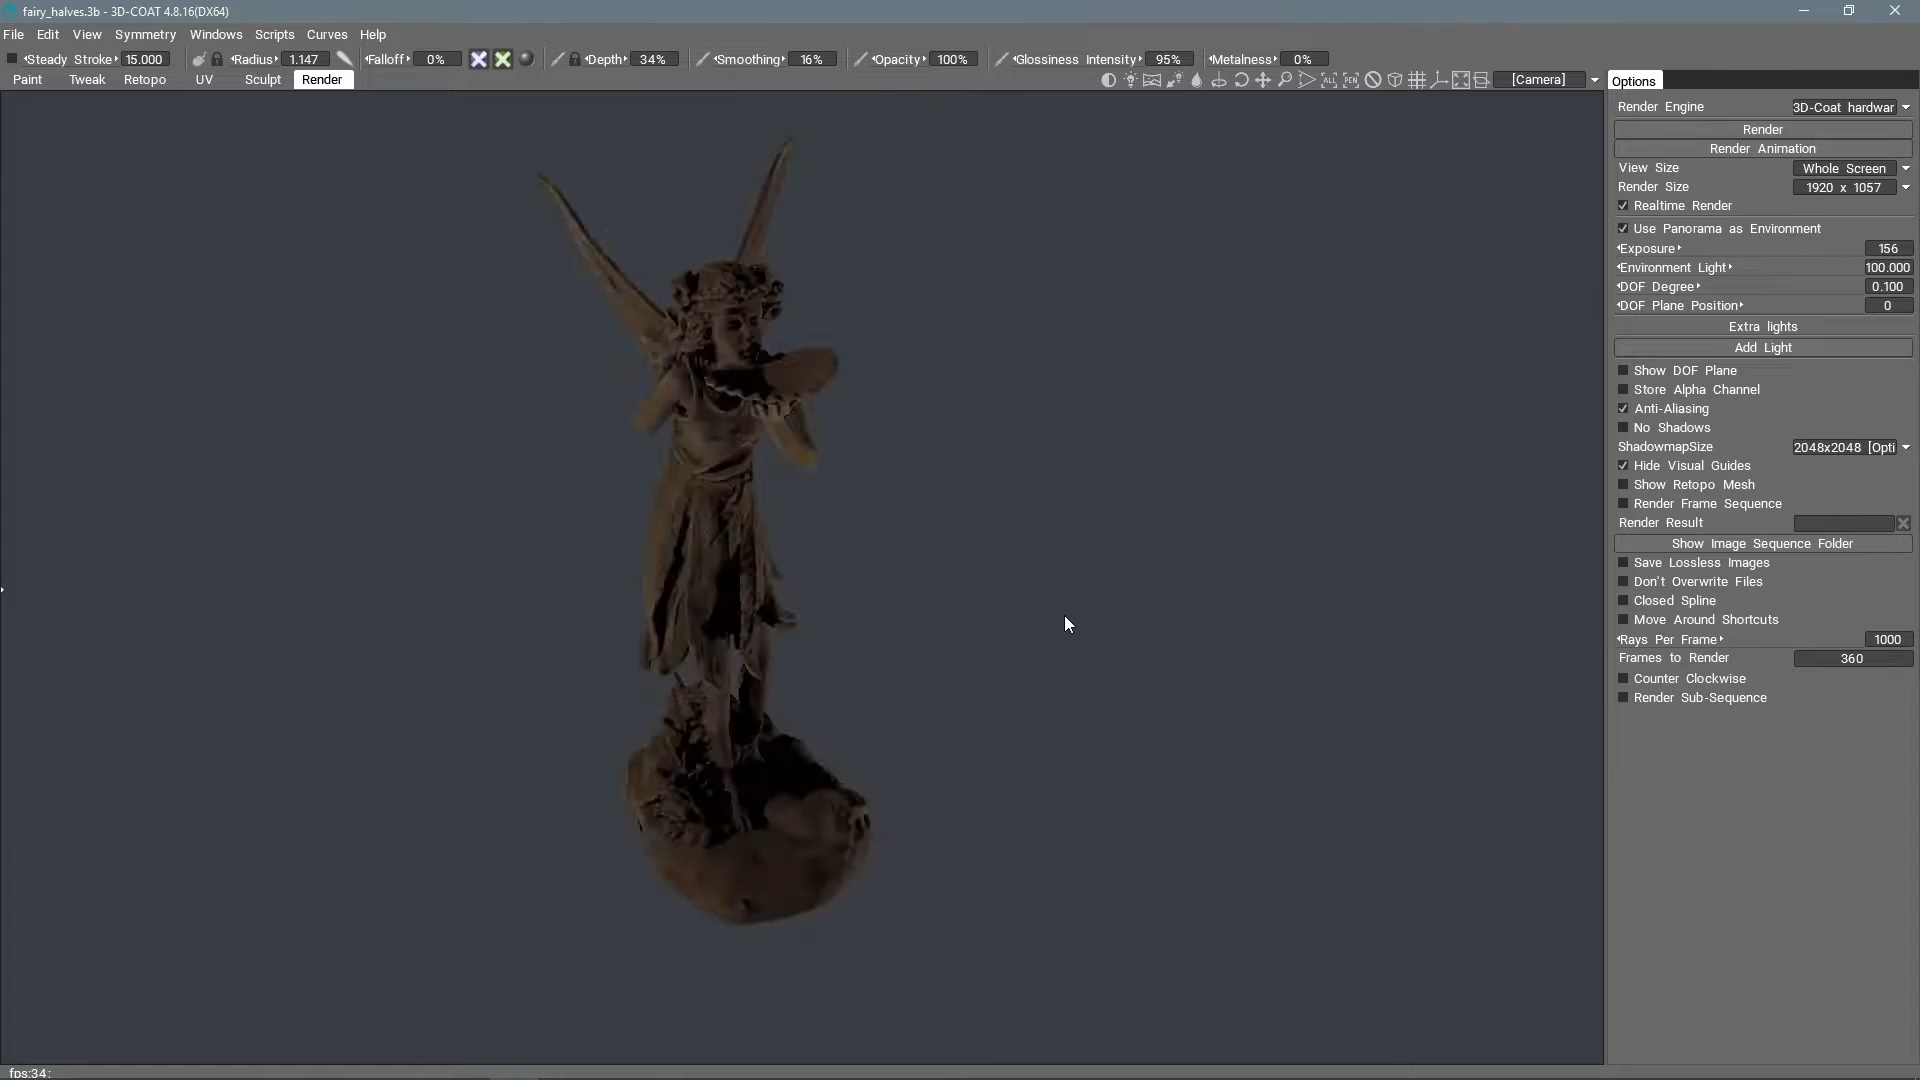 fairy_halves.3b - 3D-COAT 4.8.16(DX64)
File Edit View Symmetry Windows Scripts Curves Help
Steady Stroke 15.000 Radius 1.147 Falloff 0% Depth 34% Smoothing 16% Opacity 100% Glossiness Intensity 95% Metalness 0%
Paint Tweak Retopo UV Sculpt Render ALL PEN [Camera] Options
Render Engine 3D-Coat hardwar
Render
Render Animation
View Size Whole Screen
Render Size 1920 x 1057
Realtime Render
Use Panorama as Environment
Exposure 156
Environment Light 100.000
DOF Degree 0.100
DOF Plane Position 0
Extra lights
Add Light
Show DOF Plane
Store Alpha Channel
Anti-Aliasing
No Shadows
ShadowmapSize 2048x2048 [Opti
Hide Visual Guides
Show Retopo Mesh
Render Frame Sequence
Render Result
Show Image Sequence Folder
Save Lossless Images
Don't Overwrite Files
Closed Spline
Move Around Shortcuts
Rays Per Frame 1000
Frames to Render 360
Counter Clockwise
Render Sub-Sequence
fps:34: